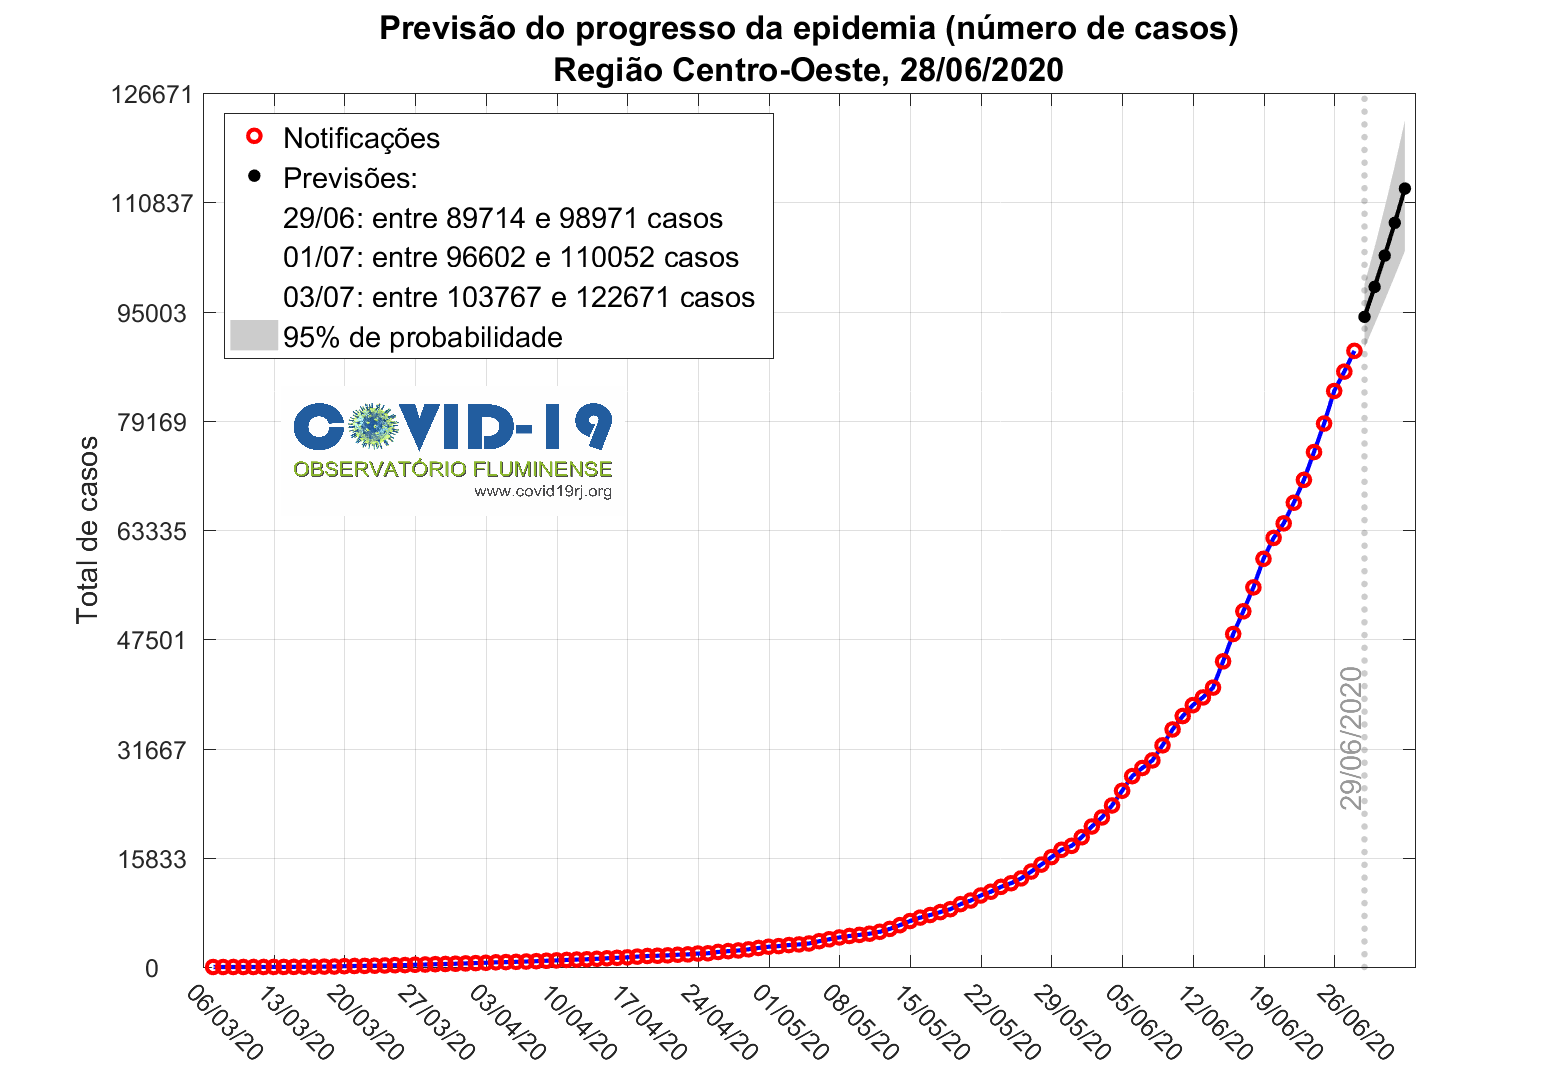 Previsão do progresso da epidemia (número de casos)
Região Centro-Oeste, 28/06/2020
126671
110837
95003
79169
63335
47501
31667
15833
0
Total de casos
Notificações
Previsões:
29/06: entre 89714 e 98971 casos
01/07: entre 96602 e 110052 casos
03/07: entre 103767 e 122671 casos
95% de probabilidade
COVID-19
OBSERVATÓRIO FLUMINENSE
www.covid19rj.org
29/06/2020
06/03/20
13/03/20
20/03/20
27/03/20
03/04/20
10/04/20
17/04/20
24/04/20
01/05/20
08/05/20
15/05/20
22/05/20
29/05/20
05/06/20
12/06/20
19/06/20
26/06/20